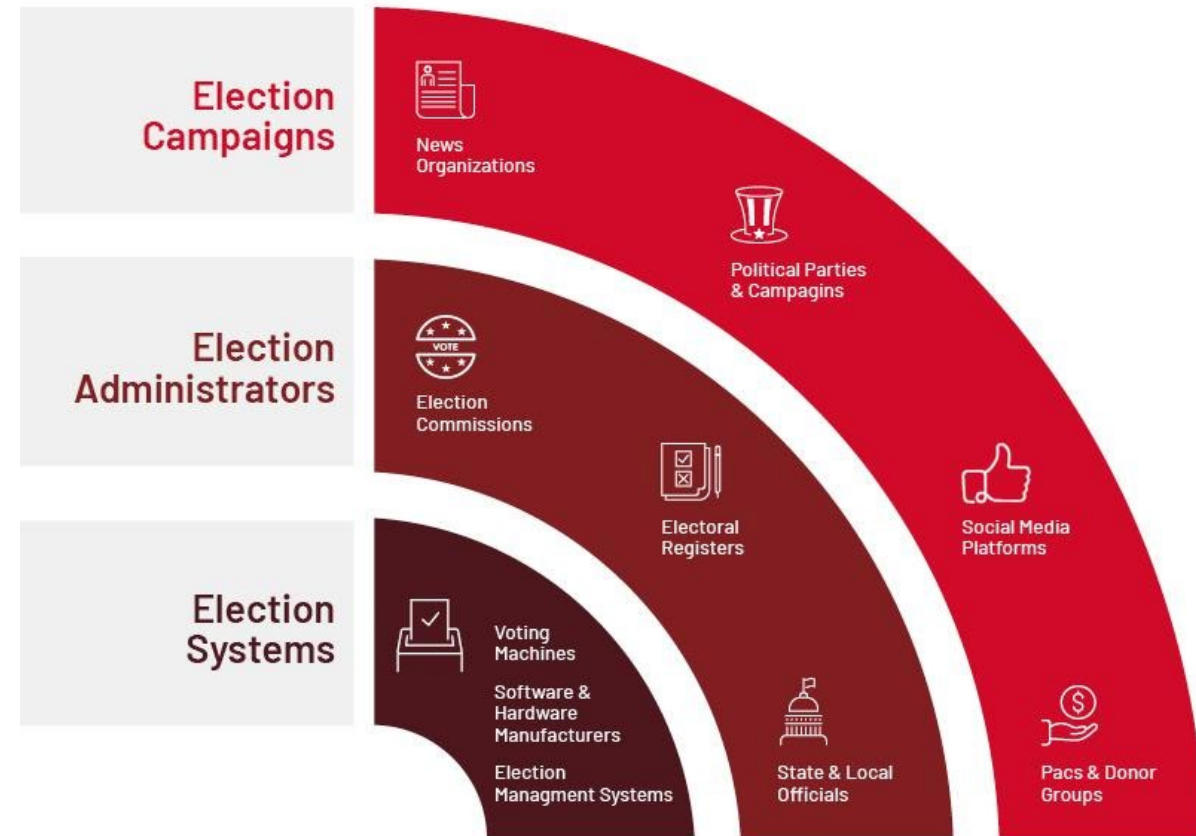 Election
Campaigns
News
Organizations
Political Parties
& Campagins
Social Media
Platforms
Pacs & Donor
Groups
Election
Administrators
VOTE
Election
Commissions
Electoral
Registers
State & Local
Officials
Election
Systems
Voting
Machines
Software &
Hardware
Manufacturers
Election
Managment Systems
$